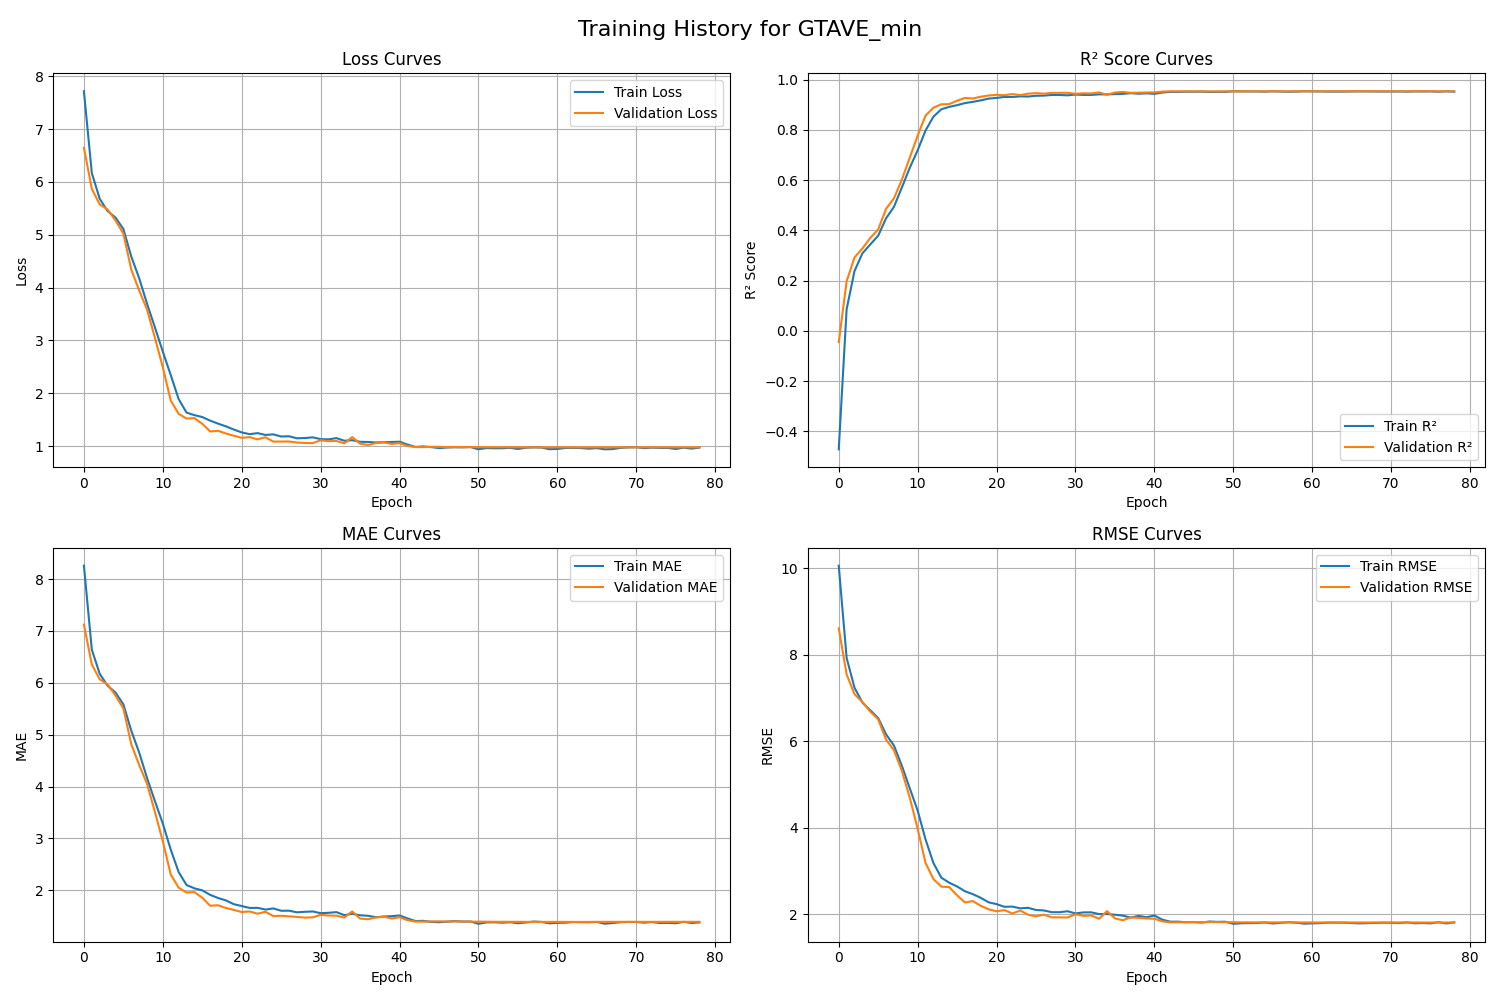 Training History for GTAVE_min
Loss Curves
8
7
6
5
4
3
2
1
Loss
Train Loss
Validation Loss
0 10 20 30 40 50 60 70 80
Epoch
R² Score Curves
1.0
0.8
0.6
0.4
0.2
0.0
−0.2
−0.4
R² Score
Train R²
Validation R²
0 10 20 30 40 50 60 70 80
Epoch
MAE Curves
8
7
6
5
4
3
2
MAE
Train MAE
Validation MAE
0 10 20 30 40 50 60 70 80
Epoch
RMSE Curves
10
8
6
4
2
RMSE
Train RMSE
Validation RMSE
0 10 20 30 40 50 60 70 80
Epoch